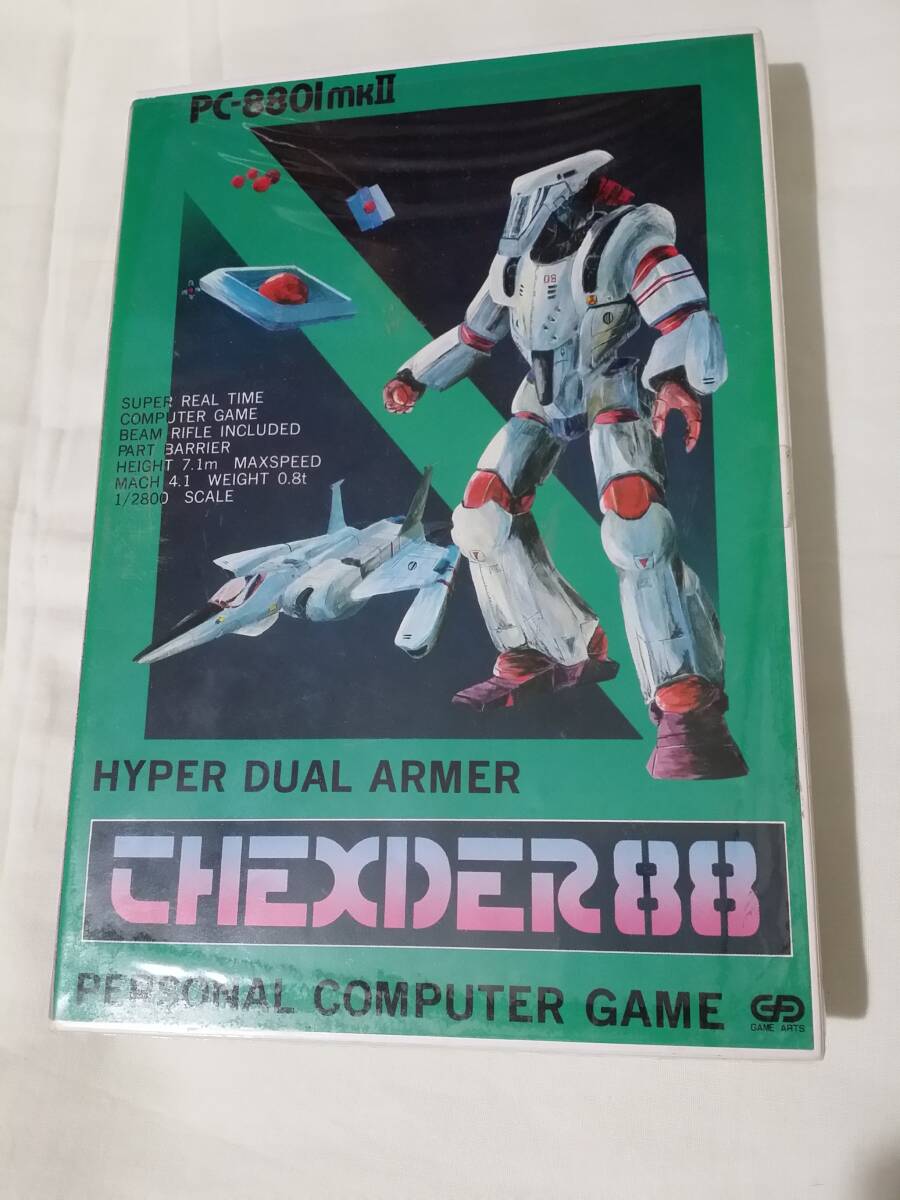 PC-8801mkII
80
SUPER REAL TIME
COMPUTER GAME
BEAM RIFLE INCLUDED
PART BARRIER
HEIGHT 7.1m MAXSPEED
MACH 4.1 WEIGHT 0.8t
1/2800 SCALE
HYPER DUAL ARMER
THEXDER88
PERSONAL COMPUTER GAME
GAME ARTS